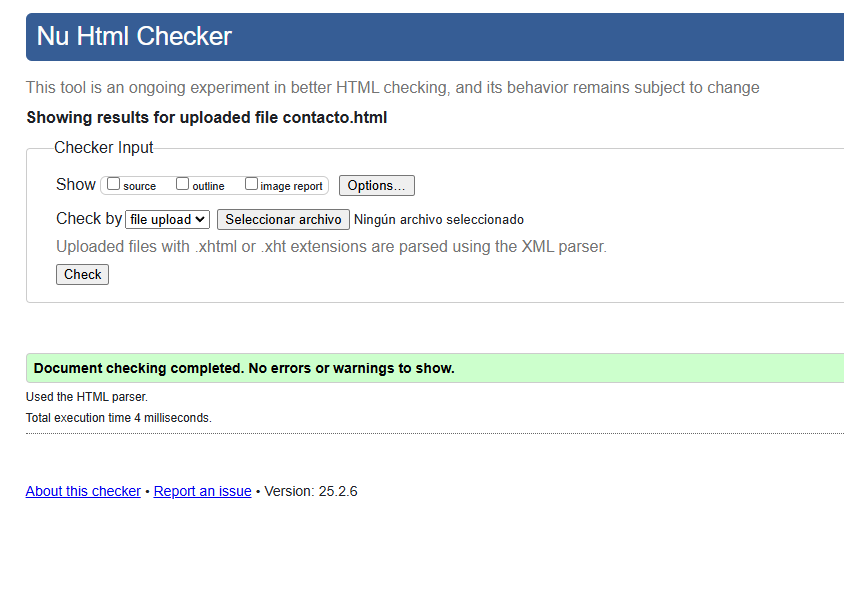 Nu Html Checker
This tool is an ongoing experiment in better HTML checking, and its behavior remains subject to change
Showing results for uploaded file contacto.html
Checker Input
Show source outline image report Options...
Check by file upload Seleccionar archivo Ningún archivo seleccionado
Uploaded files with .xhtml or .xht extensions are parsed using the XML parser.
Check
Document checking completed. No errors or warnings to show.
Used the HTML parser.
Total execution time 4 milliseconds.
About this checker • Report an issue • Version: 25.2.6